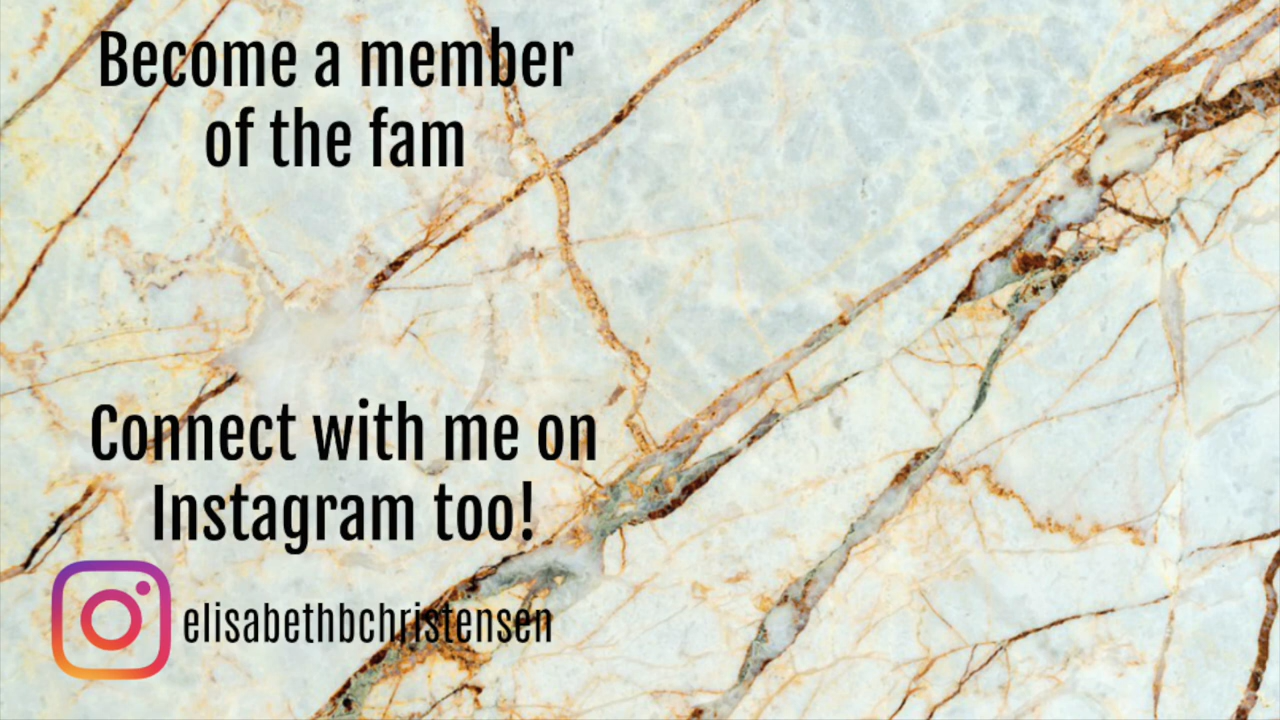 Become a member
of the fam
Connect with me on
Instagram too!
elisabethbchristensen